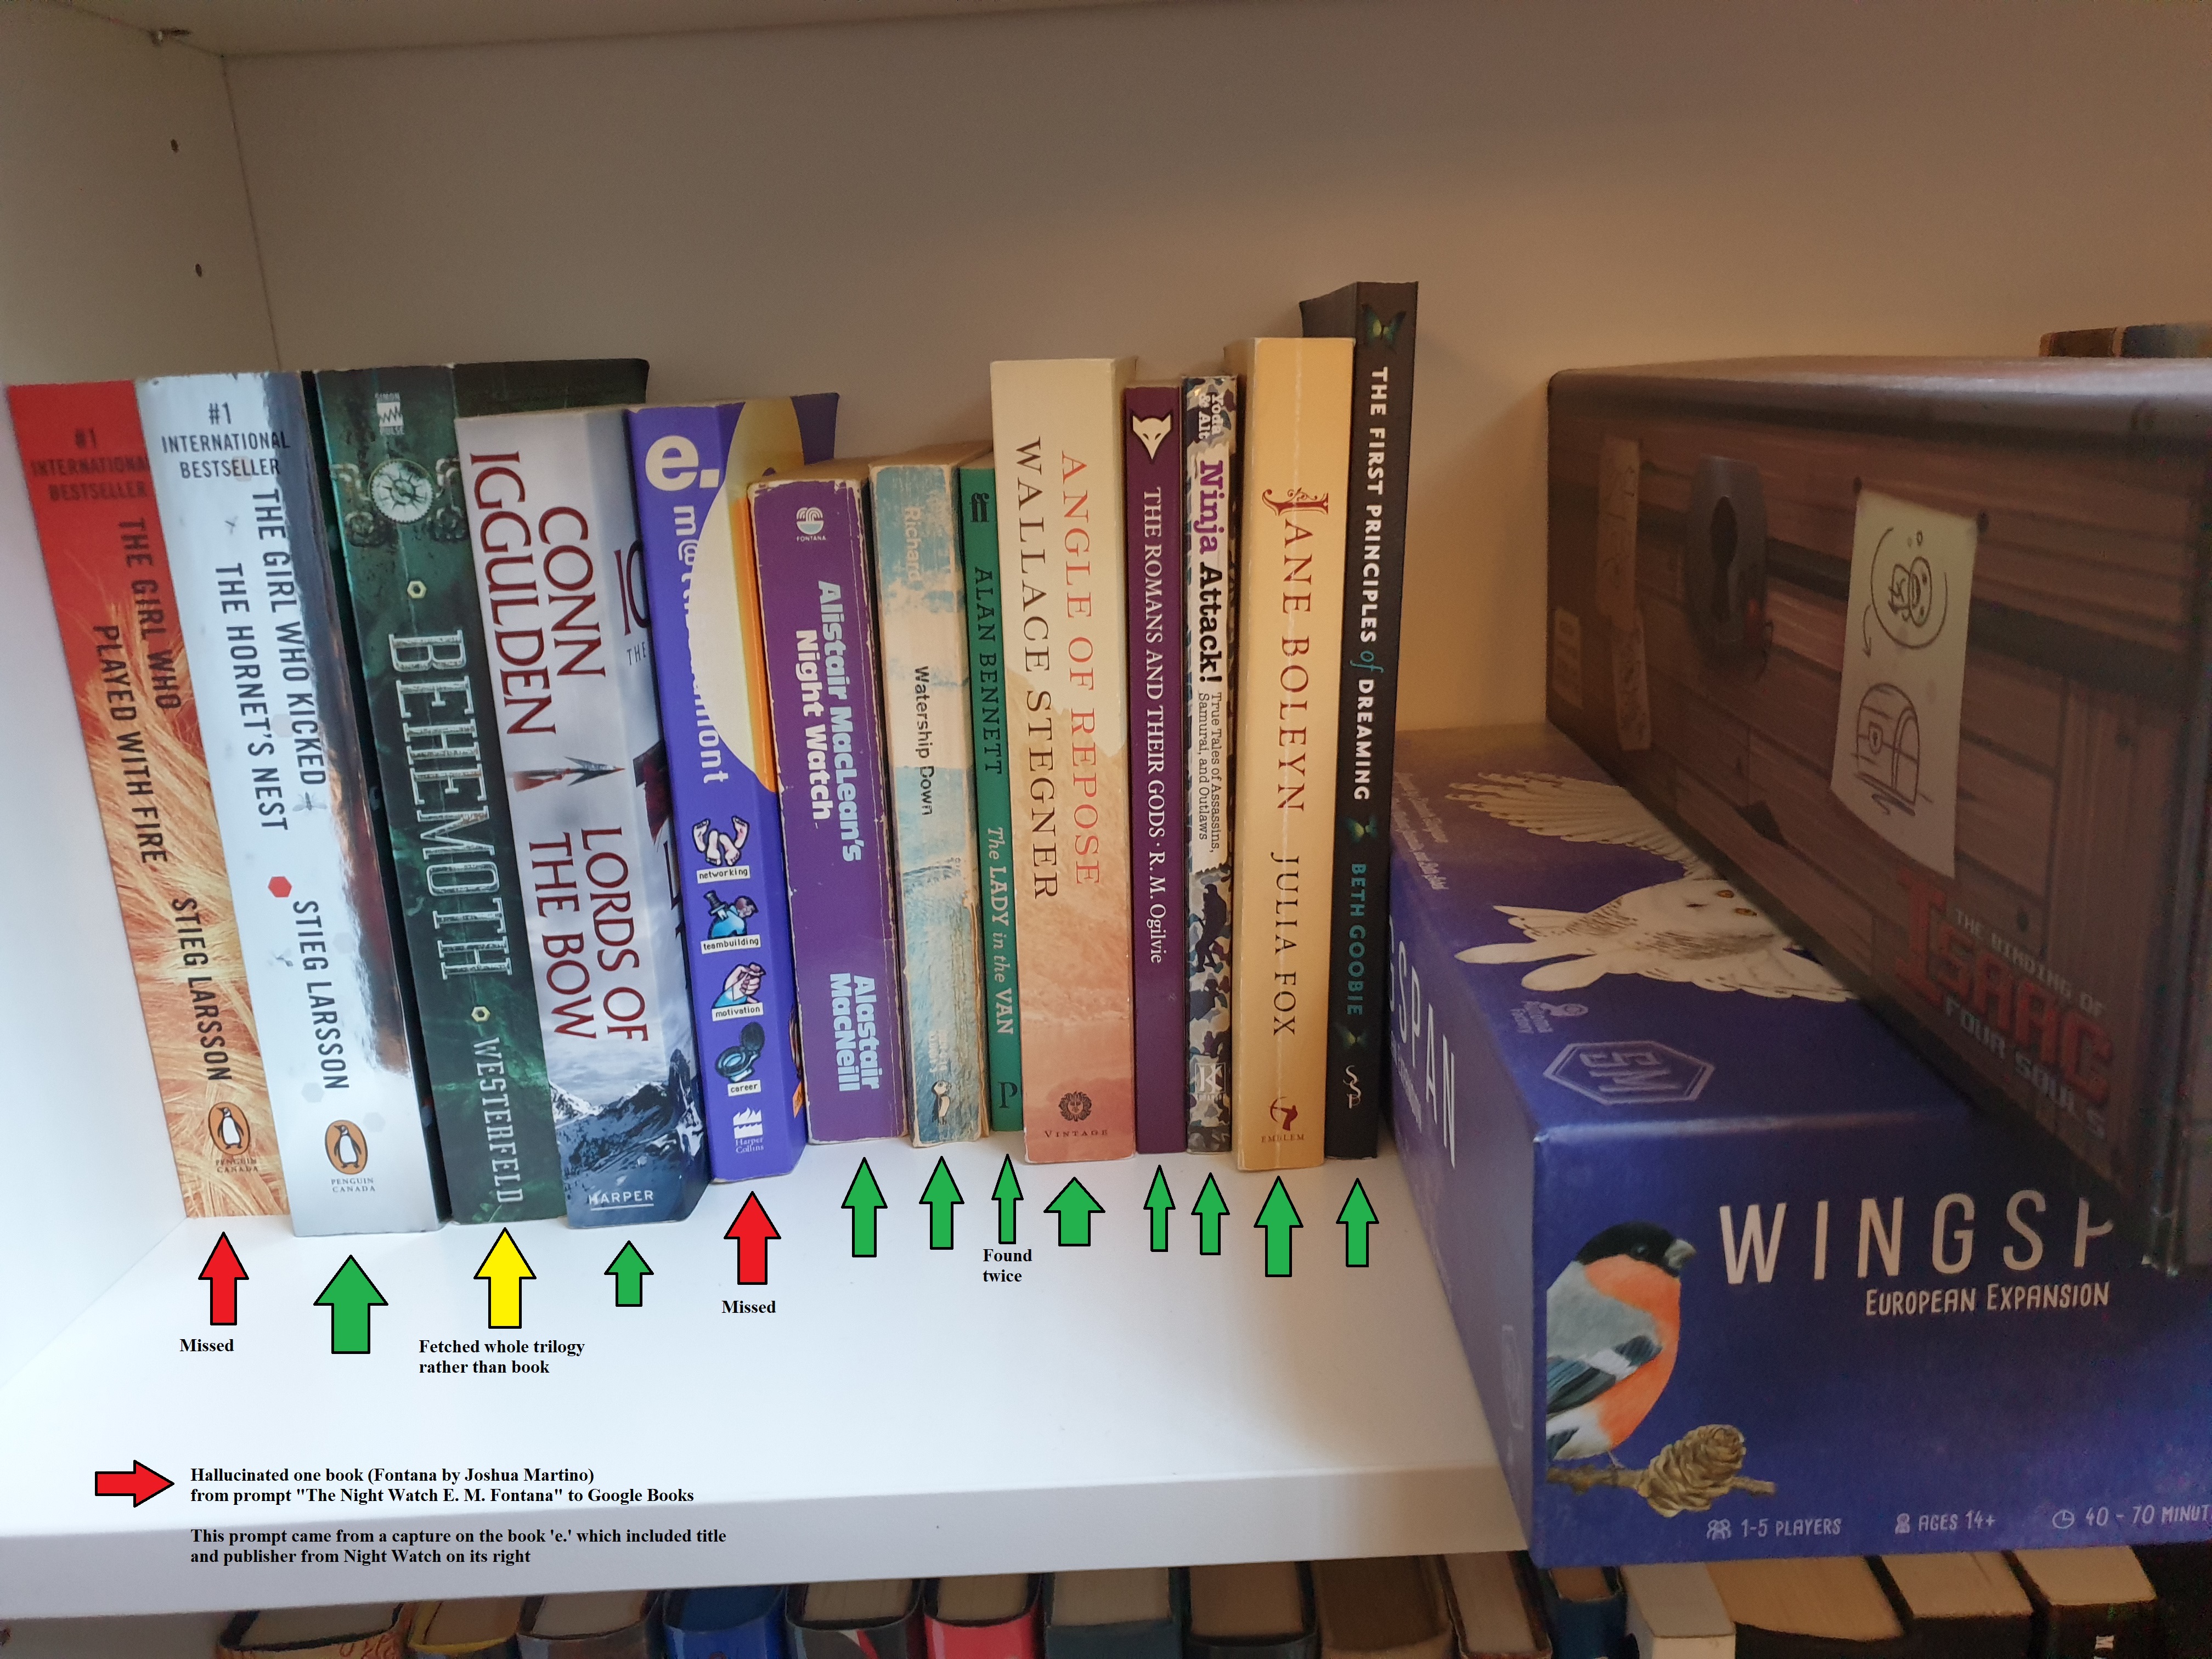 #1
INTERNATIONAL
BESTSELLER
THE GIRL WHO
PLAYED WITH FIRE
STIEG LARSSON
PENGUIN
CANADA
#1
INTERNATIONAL
BESTSELLER
THE GIRL WHO KICKED
THE HORNET'S NEST
STIEG LARSSON
PENGUIN
CANADA
SIMON
PULSE
BEHEMOTH
WESTERFELD
CONN
IGGULDEN
LORDS OF
THE BOW
HARPER
THE
e.
networking
teambuilding
motivation
career
Harper
Collins
FONTANA
Alistair MacLean's
Night Watch
Alastair
MacNeill
Richard
Watership Down
ALAN BENNETT
The LADY in the VAN
P
ANGLE OF REPOSE
WALLACE STEGNER
VINTAGE
THE ROMANS AND THEIR GODS · R. M. Ogilvie
Ninja Attack!
True Tales of Assassins,
Samurai, and Outlaws
JANE BOLEYN JULIA FOX
EMBLEM
THE FIRST PRINCIPLES of DREAMING
BETH GOOBIE
THE BINDING OF
ISAAC
FOUR SOULS
SPAN
WINGSP
EUROPEAN EXPANSION
1-5 PLAYERS
AGES 14+
40 - 70 MINUT
Missed
Fetched whole trilogy
rather than book
Missed
Found
twice
Hallucinated one book (Fontana by Joshua Martino)
from prompt "The Night Watch E. M. Fontana" to Google Books
This prompt came from a capture on the book 'e.' which included title
and publisher from Night Watch on its right
M